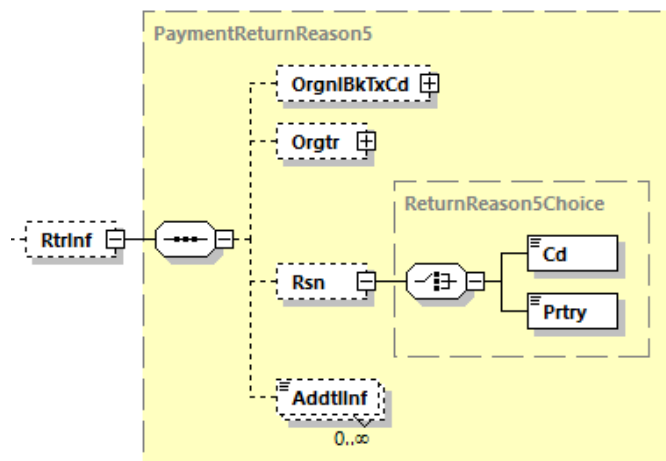 PaymentReturnReason5
OrgnlBkTxCd
Orgtr
ReturnReason5Choice
RtrInf
Cd
Rsn
Prtry
AddtlInf
0..∞